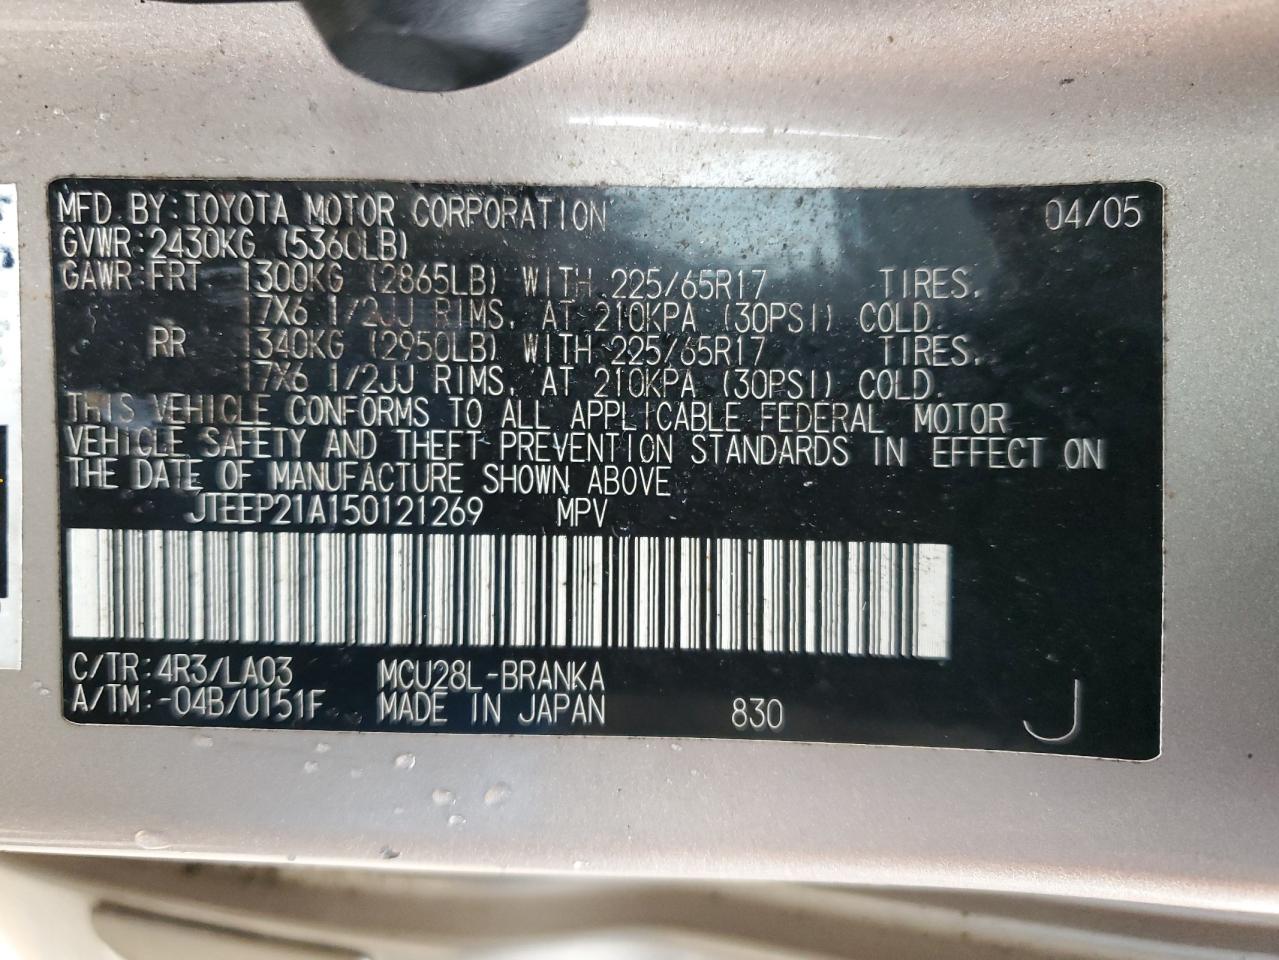 MFD. BY: TOYOTA MOTOR CORPORATION 04/05
GVWR: 2430KG (5360LB)
GAWR: FRT 1300KG (2865LB) WITH 225/65R17 TIRES,
17X6 1/2JJ RIMS, AT 210KPA (30PSI) COLD.
RR 1340KG (2950LB) WITH 225/65R17 TIRES,
17X6 1/2JJ RIMS, AT 210KPA (30PSI) COLD.
THIS VEHICLE CONFORMS TO ALL APPLICABLE FEDERAL MOTOR
VEHICLE SAFETY AND THEFT PREVENTION STANDARDS IN EFFECT ON
THE DATE OF MANUFACTURE SHOWN ABOVE
JTEEP21A150121269 MPV
C/TR: 4R3/LA03 MCU28L-BRANKA
A/TM: -04B/U151F MADE IN JAPAN 830 J